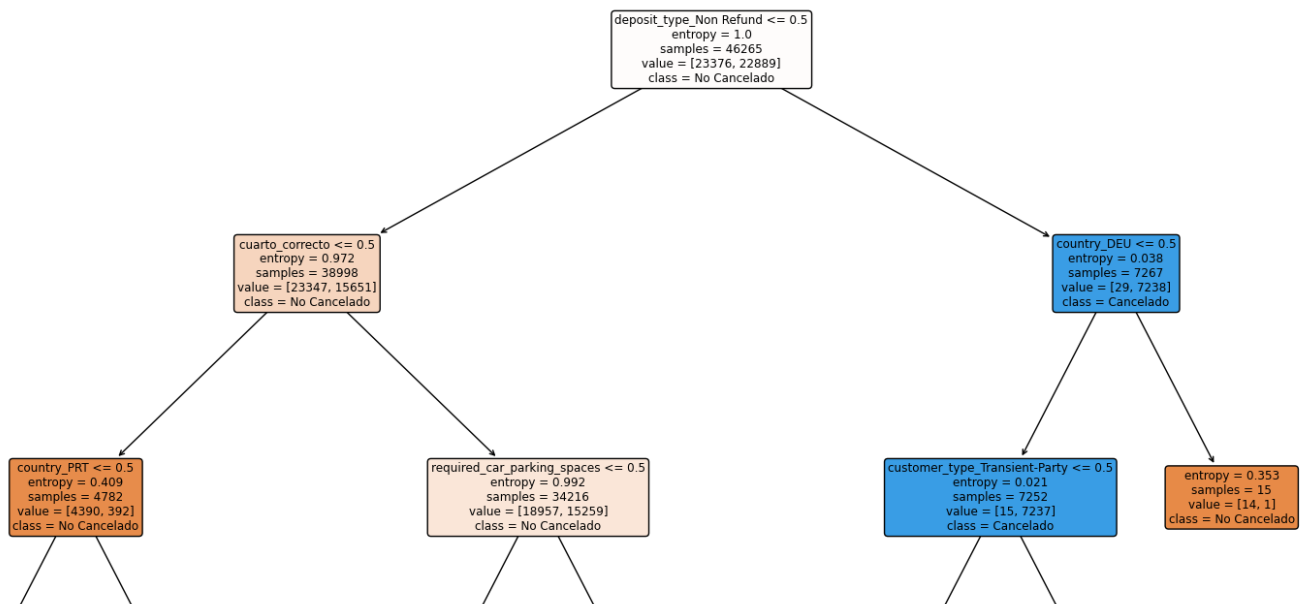 deposit_type_Non Refund <= 0.5
entropy = 1.0
samples = 46265
value = [23376, 22889]
class = No Cancelado
cuarto_correcto <= 0.5
entropy = 0.972
samples = 38998
value = [23347, 15651]
class = No Cancelado
country_DEU <= 0.5
entropy = 0.038
samples = 7267
value = [29, 7238]
class = Cancelado
country_PRT <= 0.5
entropy = 0.409
samples = 4782
value = [4390, 392]
class = No Cancelado
required_car_parking_spaces <= 0.5
entropy = 0.992
samples = 34216
value = [18957, 15259]
class = No Cancelado
customer_type_Transient-Party <= 0.5
entropy = 0.021
samples = 7252
value = [15, 7237]
class = Cancelado
entropy = 0.353
samples = 15
value = [14, 1]
class = No Cancelado